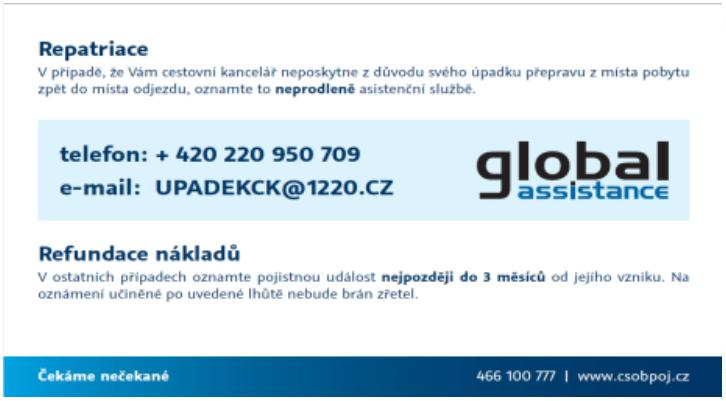 Repatriace
V případě, že Vám cestovní kancelář neposkytne z důvodu svého úpadku přepravu z místa pobytu
zpět do místa odjezdu, oznamte to neprodleně asistenční službě.
telefon: + 420 220 950 709
e-mail: UPADEKCK@1220.CZ
global
assistance
Refundace nákladů
V ostatních případech oznamte pojistnou událost nejpozději do 3 měsíců od jejího vzniku. Na
oznámení učiněné po uvedené lhůtě nebude brán zřetel.
Čekáme nečekané
466 100 777 | www.csobpoj.cz